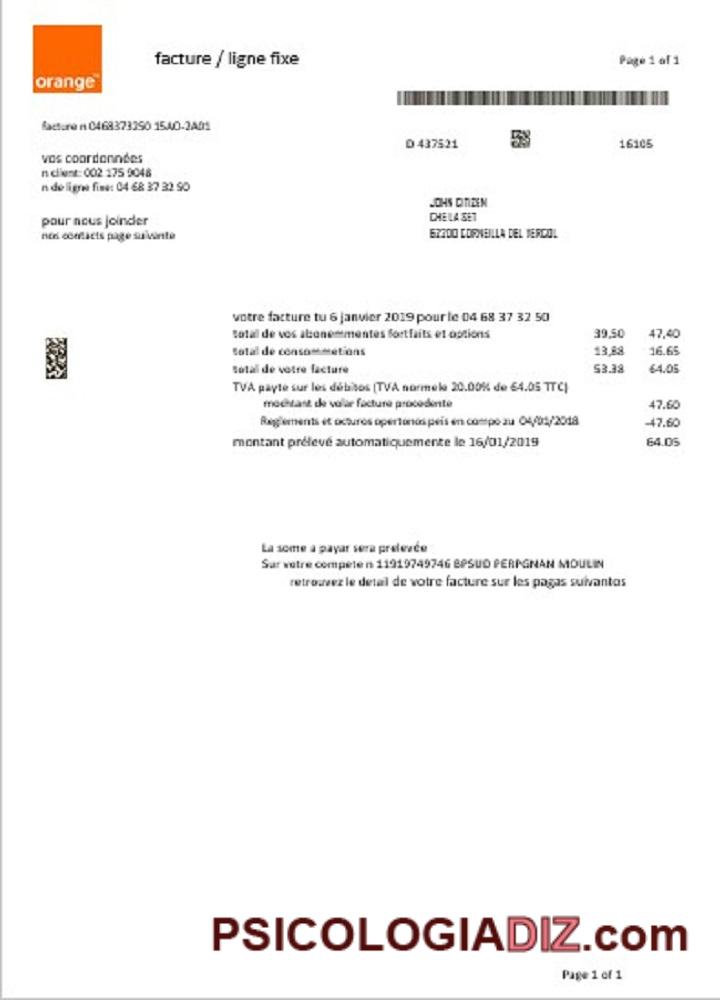 orange™
facture / ligne fixe
Page 1 of 1
facture n 0468373250 15AO-2A01
D 437521
16105
vos coordonnées
n client: 002 175 9048
n de ligne fixe: 04 68 37 32 50
JOHN CITIZEN
CHE LA SET
62200 CORNEILLA DEL
pour nous joinder
nos contacts page suivante
votre facture tu 6 janvier 2019 pour le 04 68 37 32 50
total de vos abonemmentes fortfaits et options 39,50 47,40
total de consommetions 13,88 16.65
total de votre facture 53.38 64.05
TVA payte sur les débitos (TVA normele 20.00% de 64.05 TTC)
mochtant de volar facture procedente 47.60
Reglements et octuros opertonos peis en compo zu 04/01/2018 -47.60
montant prélevé automatiquemente le 16/01/2019 64.05
La some a payar sera prelevée
Sur votre compete n 11919749746 BPSUD PERPGNAN MOULIN
retrouvez le detail de votre facture sur les pagas suivantos
PSICOLOGIADIZ.com
Page 1 of 1